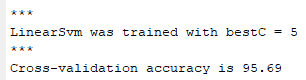 ***
LinearSvm was trained with bestC = 5
***
Cross-validation accuracy is 95.69